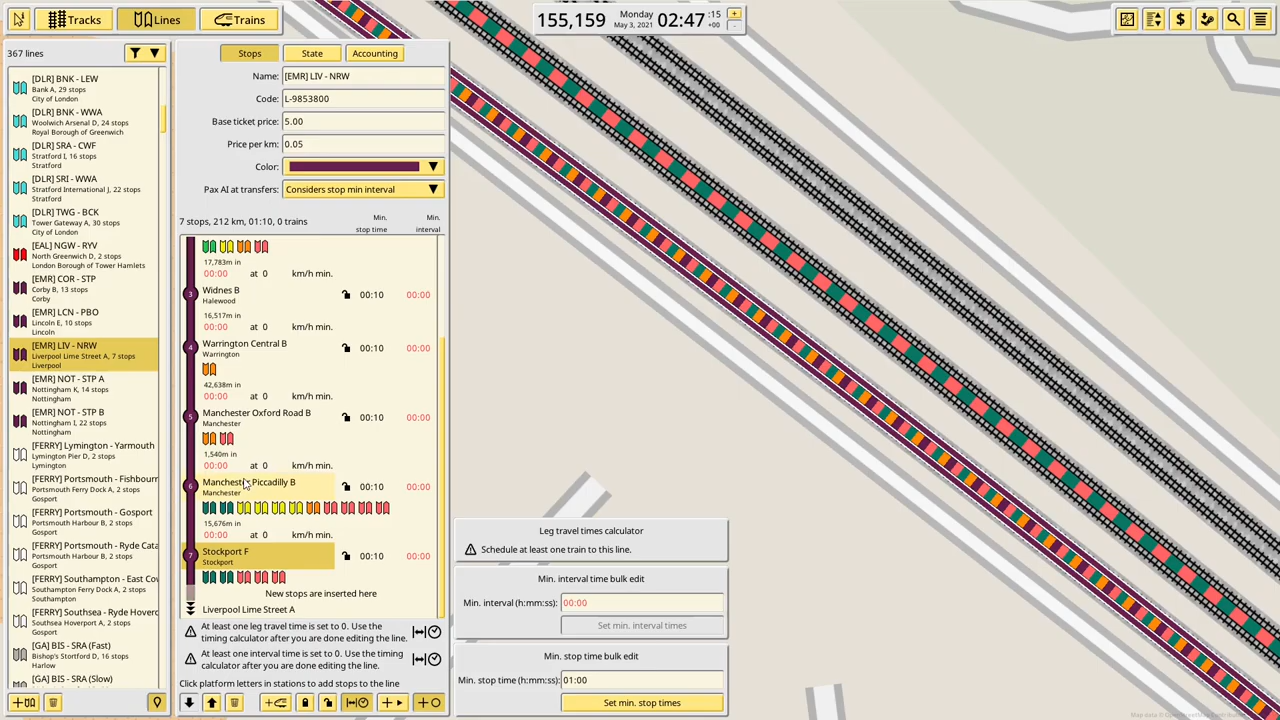 Tracks
Lines
Trains
155,159
Monday
May 3, 2021
02:47 :15
+00
+
-
367 lines
[DLR] BNK - LEW
Bank A, 29 stops
City of London
[DLR] BNK - WWA
Woolwich Arsenal D, 24 stops
Royal Borough of Greenwich
[DLR] SRA - CWF
Stratford I, 16 stops
Stratford
[DLR] SRI - WWA
Stratford International J, 22 stops
Stratford
[DLR] TWG - BCK
Tower Gateway A, 30 stops
City of London
[EAL] NGW - RYV
North Greenwich D, 2 stops
London Borough of Tower Hamlets
[EMR] COR - STP
Corby B, 13 stops
Corby
[EMR] LCN - PBO
Lincoln E, 10 stops
Lincoln
[EMR] LIV - NRW
Liverpool Lime Street A, 7 stops
Liverpool
[EMR] NOT - STP A
Nottingham K, 14 stops
Nottingham
[EMR] NOT - STP B
Nottingham I, 22 stops
Nottingham
[FERRY] Lymington - Yarmouth
Lymington Pier D, 2 stops
Lymington
[FERRY] Portsmouth - Fishbourn
Portsmouth Ferry Dock A, 2 stops
Gosport
[FERRY] Portsmouth - Gosport
Portsmouth Harbour B, 2 stops
Gosport
[FERRY] Portsmouth - Ryde Cata
Portsmouth Harbour D, 2 stops
Gosport
[FERRY] Southampton - East Cow
Southampton Ferry Dock A, 2 stops
Gosport
[FERRY] Southsea - Ryde Hoverc
Southsea Hoverport A, 2 stops
Gosport
[GA] BIS - SRA (Fast)
Bishop's Stortford D, 16 stops
Harlow
[GA] BIS - SRA (Slow)
Stops
State
Accounting
Name: [EMR] LIV - NRW
Code: L-9853800
Base ticket price: 5.00
Price per km: 0.05
Color:
Pax AI at transfers: Considers stop min interval
7 stops, 212 km, 01:10, 0 trains
Min. stop time
Min. interval
17,783m in
00:00 at 0 km/h min.
3 Widnes B 00:10 00:00
Halewood
16,517m in
00:00 at 0 km/h min.
4 Warrington Central B 00:10 00:00
Warrington
42,638m in
00:00 at 0 km/h min.
5 Manchester Oxford Road B 00:10 00:00
Manchester
1,540m in
00:00 at 0 km/h min.
6 Manchester Piccadilly B 00:10 00:00
Manchester
15,676m in
00:00 at 0 km/h min.
7 Stockport F 00:10 00:00
Stockport
New stops are inserted here
Liverpool Lime Street A
At least one leg travel time is set to 0. Use the
timing calculator after you are done editing the line.
At least one interval time is set to 0. Use the
timing calculator after you are done editing the line.
Click platform letters in stations to add stops to the line
Leg travel times calculator
Schedule at least one train to this line.
Min. interval time bulk edit
Min. interval (h:mm:ss): 00:00
Set min. interval times
Min. stop time bulk edit
Min. stop time (h:mm:ss): 01:00
Set min. stop times